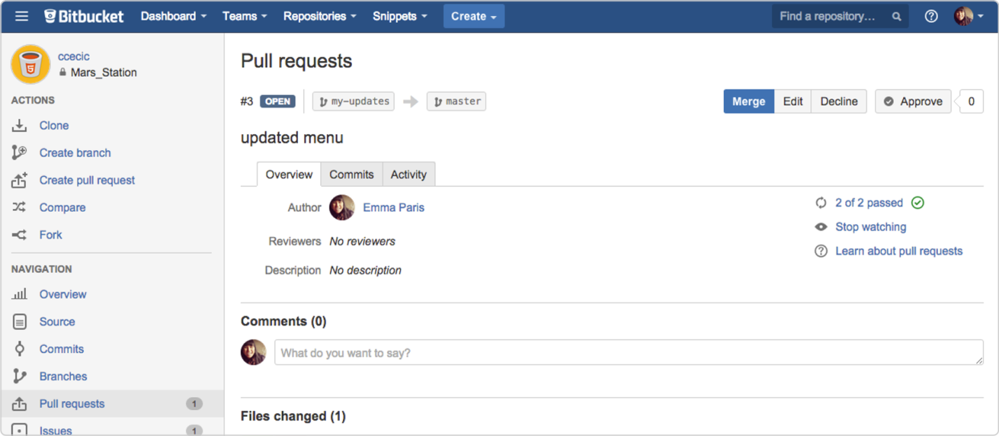 Bitbucket Dashboard Teams Repositories Snippets Create Find a repository...
ccecic
Mars_Station
ACTIONS
Clone
Create branch
Create pull request
Compare
Fork
NAVIGATION
Overview
Source
Commits
Branches
Pull requests 1
Issues 1
Pull requests
#3 OPEN my-updates master Merge Edit Decline Approve 0
updated menu
Overview Commits Activity
Author Emma Paris
Reviewers No reviewers
Description No description
2 of 2 passed
Stop watching
Learn about pull requests
Comments (0)
What do you want to say?
Files changed (1)